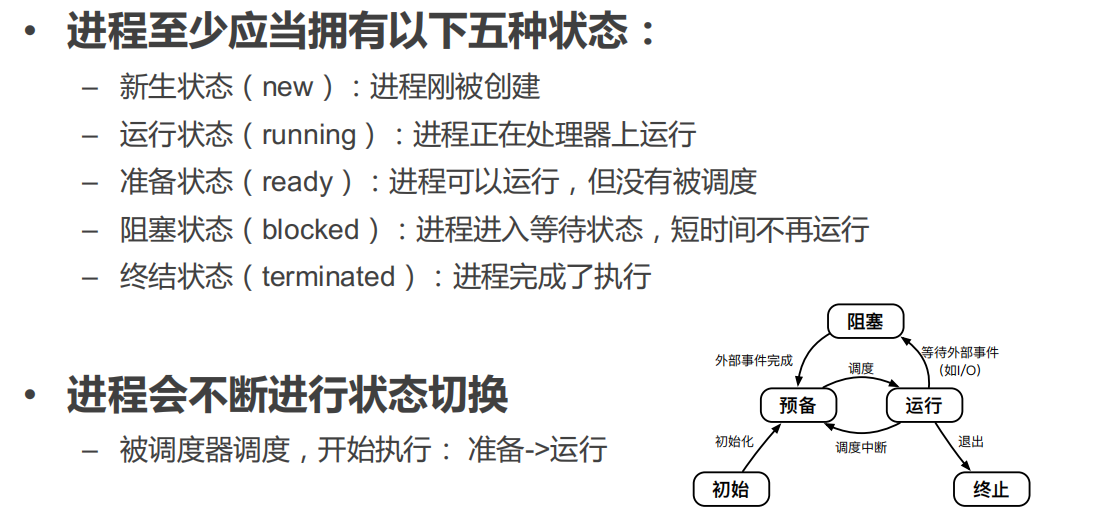 • 进程至少应当拥有以下五种状态：
– 新生状态（new）：进程刚被创建
– 运行状态（running）：进程正在处理器上运行
– 准备状态（ready）：进程可以运行，但没有被调度
– 阻塞状态（blocked）：进程进入等待状态，短时间不再运行
– 终结状态（terminated）：进程完成了执行
• 进程会不断进行状态切换
– 被调度器调度，开始执行： 准备->运行
阻塞
外部事件完成
等待外部事件
(如I/O)
调度
预备
运行
初始化
调度中断
退出
初始
终止